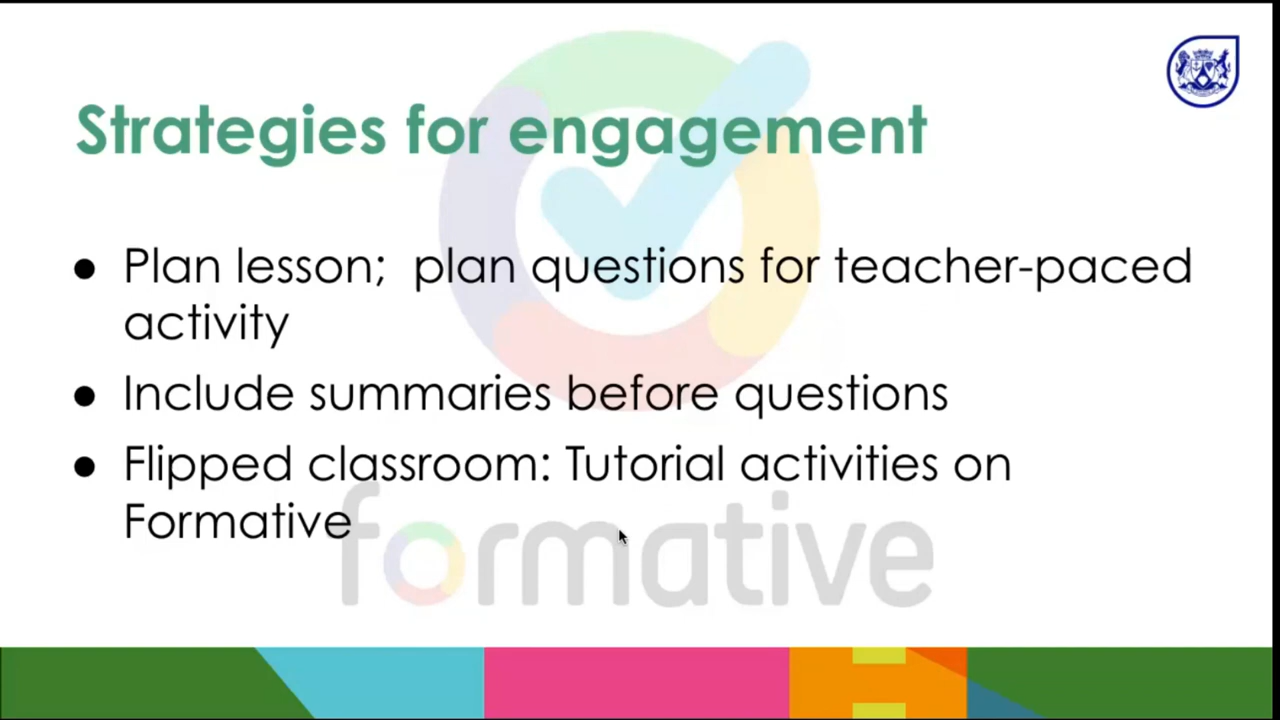 Strategies for engagement
● Plan lesson;  plan questions for teacher-paced
activity
● Include summaries before questions
● Flipped classroom: Tutorial activities on
Formative
formative